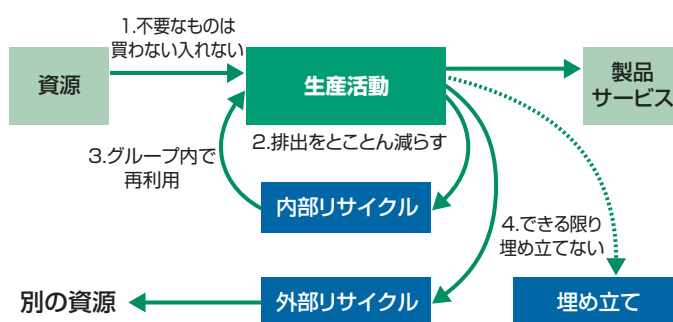 1.不要なものは
買わない入れない
資源
生産活動
製品
サービス
2.排出をとことん減らす
3.グループ内で
再利用
内部リサイクル
4.できる限り
埋め立てない
別の資源
外部リサイクル
埋め立て